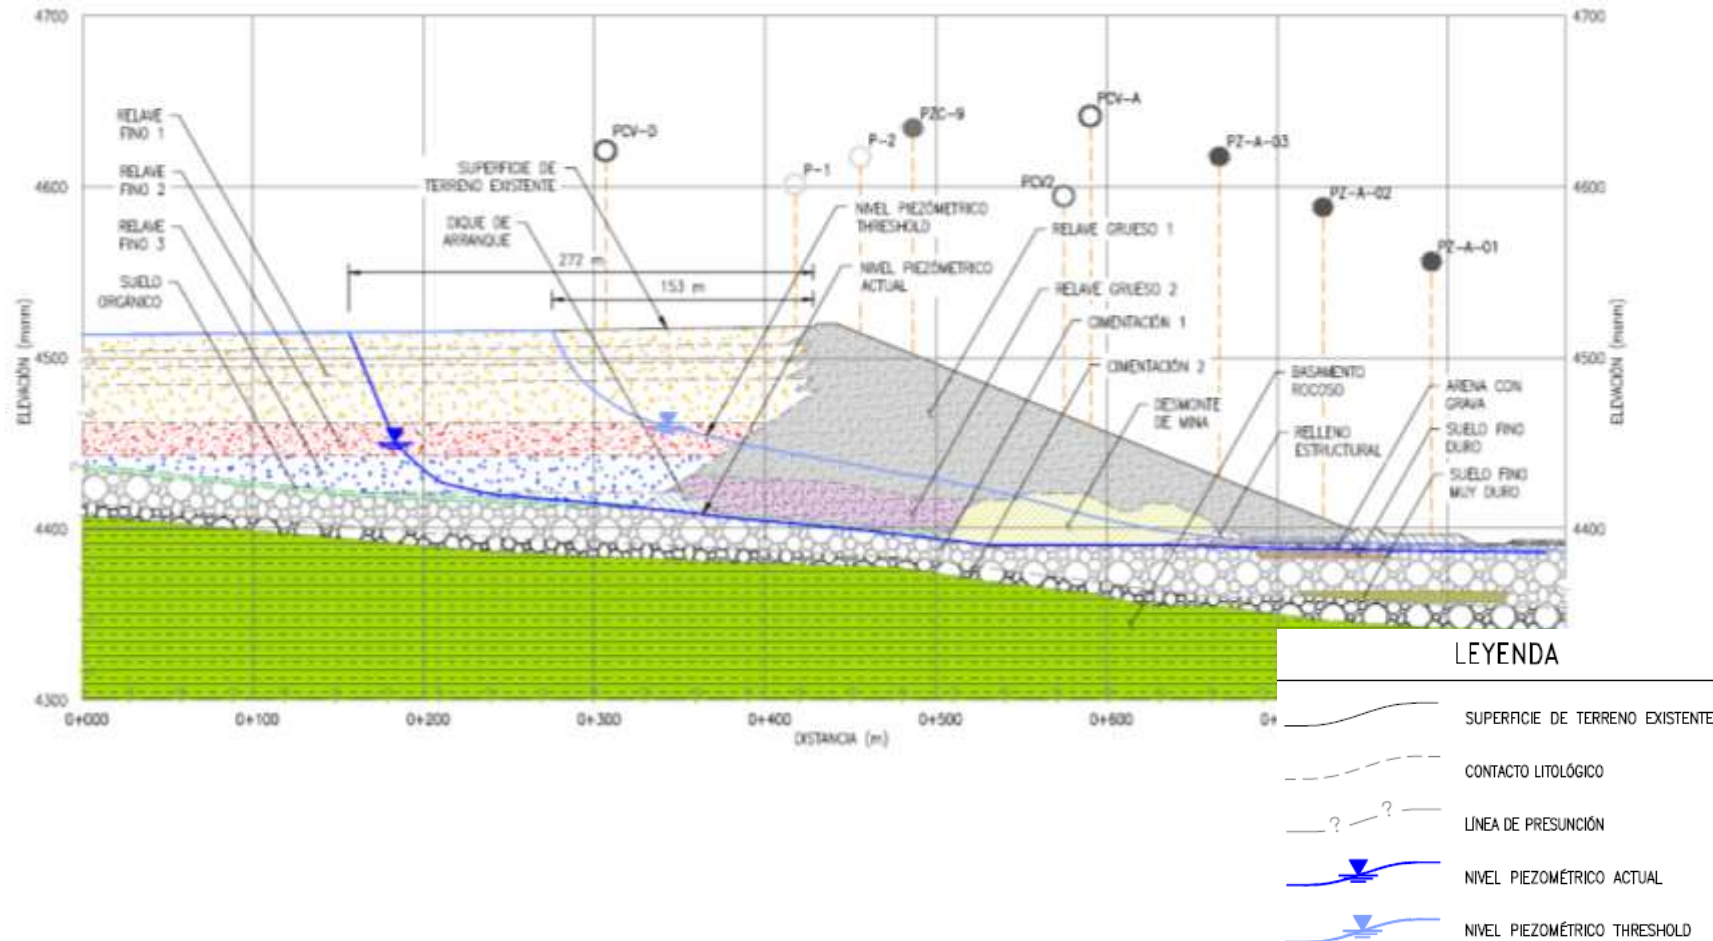 4700
4700
PCV-A
RELAVE
FINO 1
PCV-D
P-2
PZC-9
PZ-A-03
SUPERFICIE DE
TERRENO EXISTENTE
P-1
RELAVE
FINO 2
4600
PCV2
PZ-A-02
4600
NIVEL PIEZOMETRICO
THRESHOLD
RELAVE
FINO 3
DIQUE DE
ARRANQUE
RELAVE GRUESO 1
PZ-A-01
272 m
NIVEL PIEZOMETRICO
ACTUAL
SUELO
ORGÁNICO
153 m
RELAVE GRUESO 2
CIMENTACIÓN 1
ELEVACIÓN (msnm)
ELEVACIÓN (msnm)
4500
4500
CIMENTACIÓN 2
BASAMENTO
ROCOSO
ARENA CON
GRAVA
DESMONTE
DE MINA
RELLENO
ESTRUCTURAL
SUELO FINO
DURO
SUELO FINO
MUY DURO
4400
4400
4300
0+000
0+100
0+200
0+300
0+400
0+500
0+600
DISTANCIA (m)
LEYENDA
SUPERFICIE DE TERRENO EXISTENTE
CONTACTO LITOLÓGICO
? ?
LÍNEA DE PRESUNCIÓN
NIVEL PIEZOMÉTRICO ACTUAL
NIVEL PIEZOMÉTRICO THRESHOLD